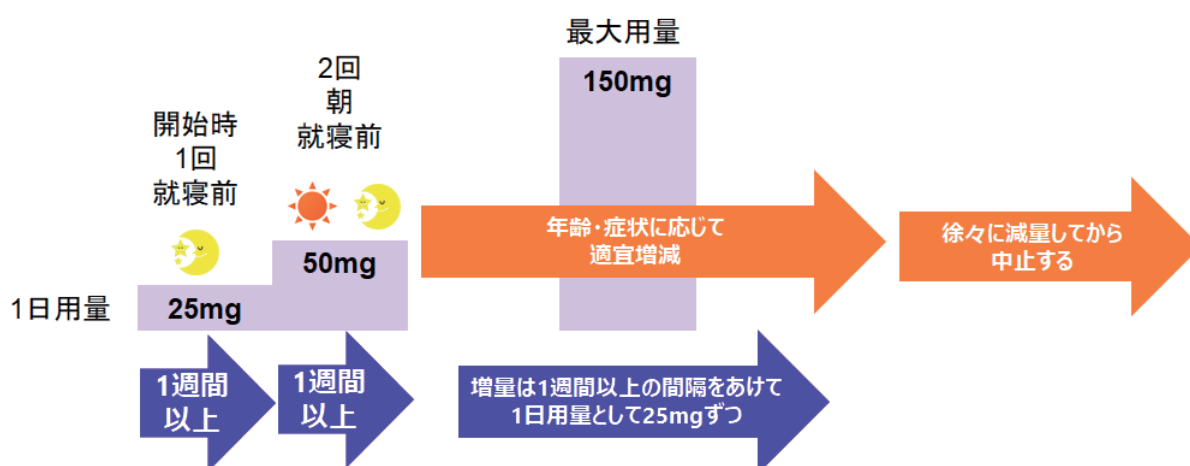 最大用量
150mg
2回
朝
就寝前
開始時
1回
就寝前
50mg
1日用量
25mg
年齢・症状に応じて
適宜増減
徐々に減量してから
中止する
1週間
以上
1週間
以上
増量は1週間以上の間隔をあけて
1日用量として25mgずつ